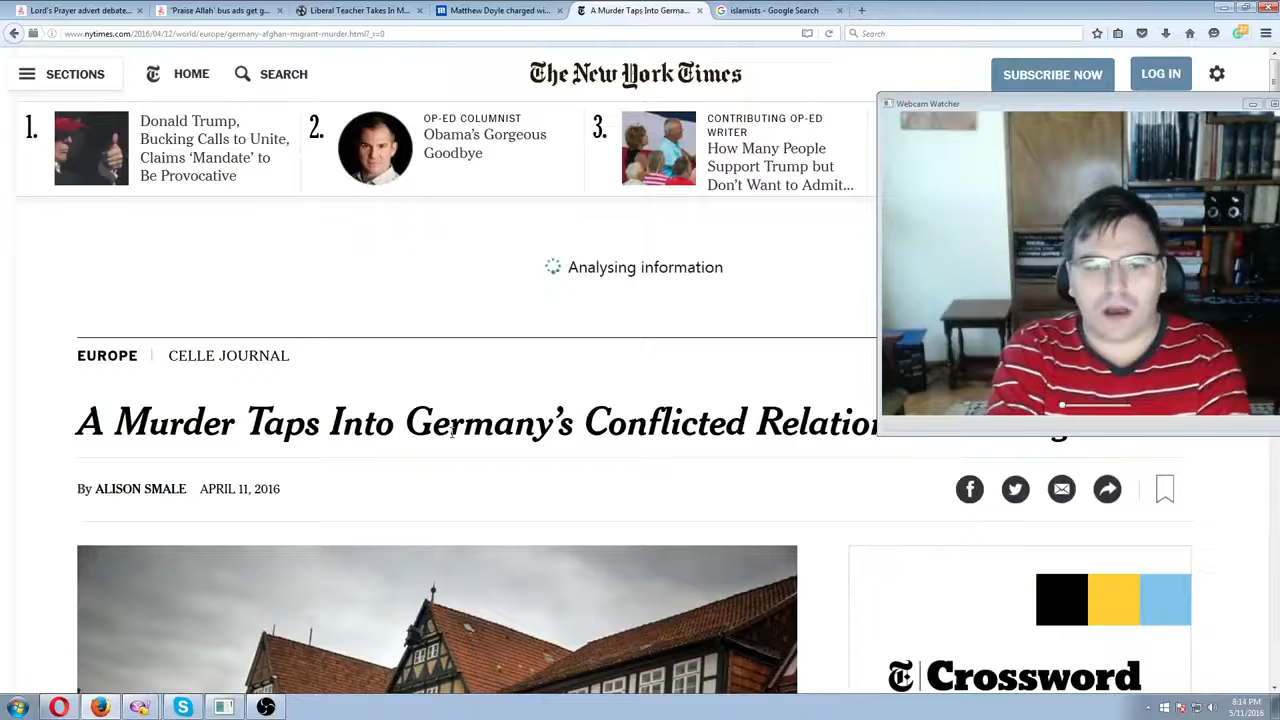 Lord's Prayer advert debate...
'Praise Allah' bus ads get g...
Liberal Teacher Takes In M...
Matthew Doyle charged wi...
A Murder Taps Into Germa...
islamists - Google Search
www.nytimes.com/2016/04/12/world/europe/germany-afghan-migrant-murder.html?_r=0
Search
SECTIONS
HOME
SEARCH
The New York Times
SUBSCRIBE NOW
LOG IN
Webcam Watcher
1.
Donald Trump,
Bucking Calls to Unite,
Claims 'Mandate' to
Be Provocative
2.
OP-ED COLUMNIST
Obama's Gorgeous
Goodbye
3.
CONTRIBUTING OP-ED
WRITER
How Many People
Support Trump but
Don't Want to Admit...
Analysing information
EUROPE | CELLE JOURNAL
A Murder Taps Into Germany's Conflicted
By ALISON SMALE APRIL 11, 2016
Crossword
8:14 PM
5/11/2016